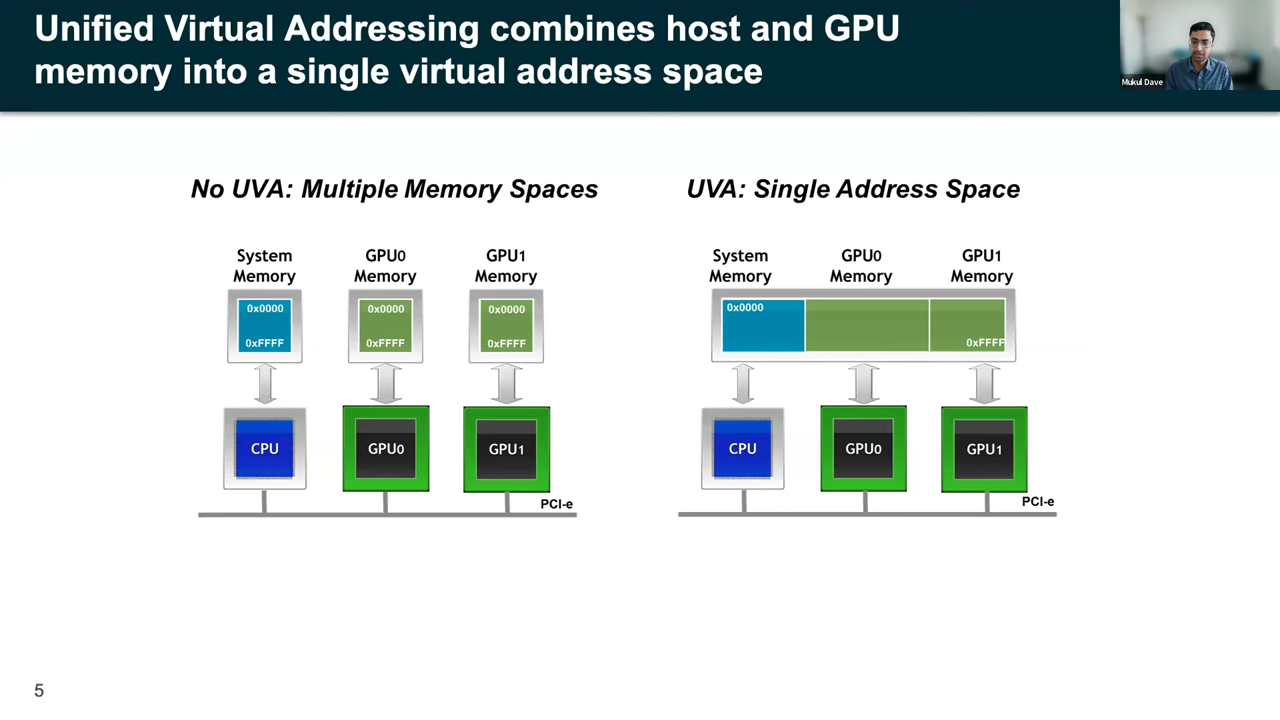 Unified Virtual Addressing combines host and GPU
memory into a single virtual address space
Mukul Dave
No UVA: Multiple Memory Spaces
System
Memory
GPU0
Memory
GPU1
Memory
0x0000
0xFFFF
0x0000
0xFFFF
0x0000
0xFFFF
CPU
GPU0
GPU1
PCI-e
UVA: Single Address Space
System
Memory
GPU0
Memory
GPU1
Memory
0x0000
0xFFFF
CPU
GPU0
GPU1
PCI-e
5